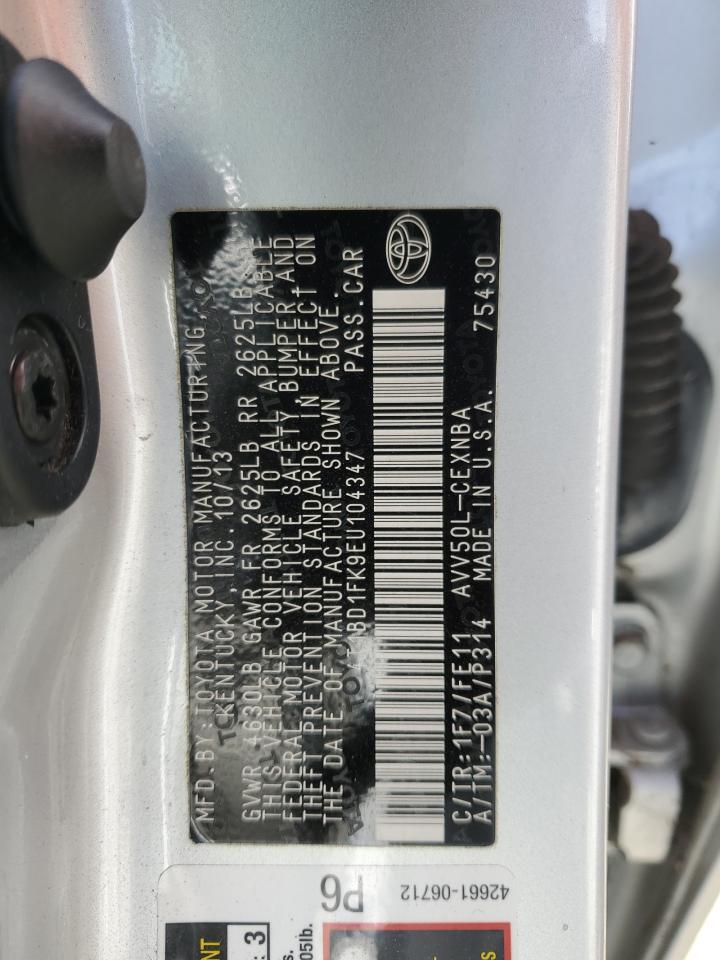 MFD. BY: TOYOTA MOTOR MANUFACTURING,
KENTUCKY, INC. 10/13
GVWR 4630LB GAWR FR 2625LB RR 2625LB
THIS VEHICLE CONFORMS TO ALL APPLICABLE
FEDERAL MOTOR VEHICLE SAFETY, BUMPER AND
THEFT PREVENTION STANDARDS IN EFFECT ON
THE DATE OF MANUFACTURE SHOWN ABOVE.
BD1FK9EU104347 PASS.CAR
C/TR:1F7/FE11 AVV50L-CEXNBA
A/TM:-03A/P314 MADE IN U.S.A. 75430
P6
42661-06712
3
05lb.